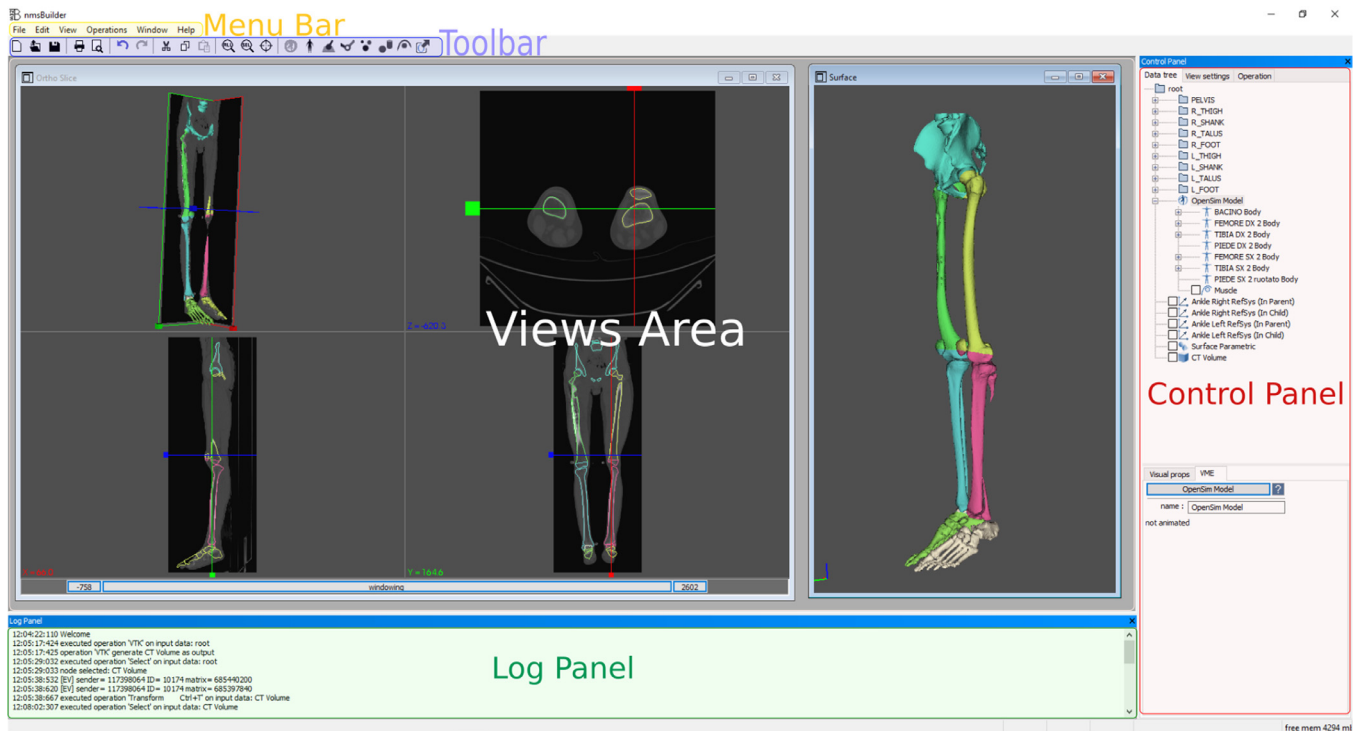 nmsBuilder
File Edit View Operations Window Help
Menu Bar
Toolbar
Ortho Slice
Z = -620.3
Y = 164.6
-758 windowing 2602
Views Area
Surface
Control Panel
Data tree View settings Operation
root
PELVIS
R_THIGH
R_SHANK
R_TALUS
R_FOOT
L_THIGH
L_SHANK
L_TALUS
L_FOOT
OpenSim Model
BACINO Body
FEMORE DX 2 Body
TIBIA DX 2 Body
PIEDE DX 2 Body
FEMORE SX 2 Body
TIBIA SX 2 Body
PIEDE SX 2 ruotato Body
Muscle
Ankle Right RefSys (In Parent)
Ankle Right RefSys (In Child)
Ankle Left RefSys (In Parent)
Ankle Left RefSys (In Child)
Surface Parametric
CT Volume
Control Panel
Visual props VME
OpenSim Model ?
name : OpenSim Model
not animated
Log Panel
12:04:22:110 Welcome
12:05:17:424 executed operation 'VTK' on input data: root
12:05:17:425 operation 'VTK' generate CT Volume as output
12:05:29:032 executed operation 'Select' on input data: root
12:05:29:033 node selected: CT Volume
12:05:38:532 [EV] sender= 117398064 ID= 10174 matrix= 685440200
12:05:38:620 [EV] sender= 117398064 ID= 10174 matrix= 685397840
12:05:38:667 executed operation 'Transform Ctrl+T' on input data: CT Volume
12:08:02:307 executed operation 'Select' on input data: CT Volume
Log Panel
free mem 4294 mb